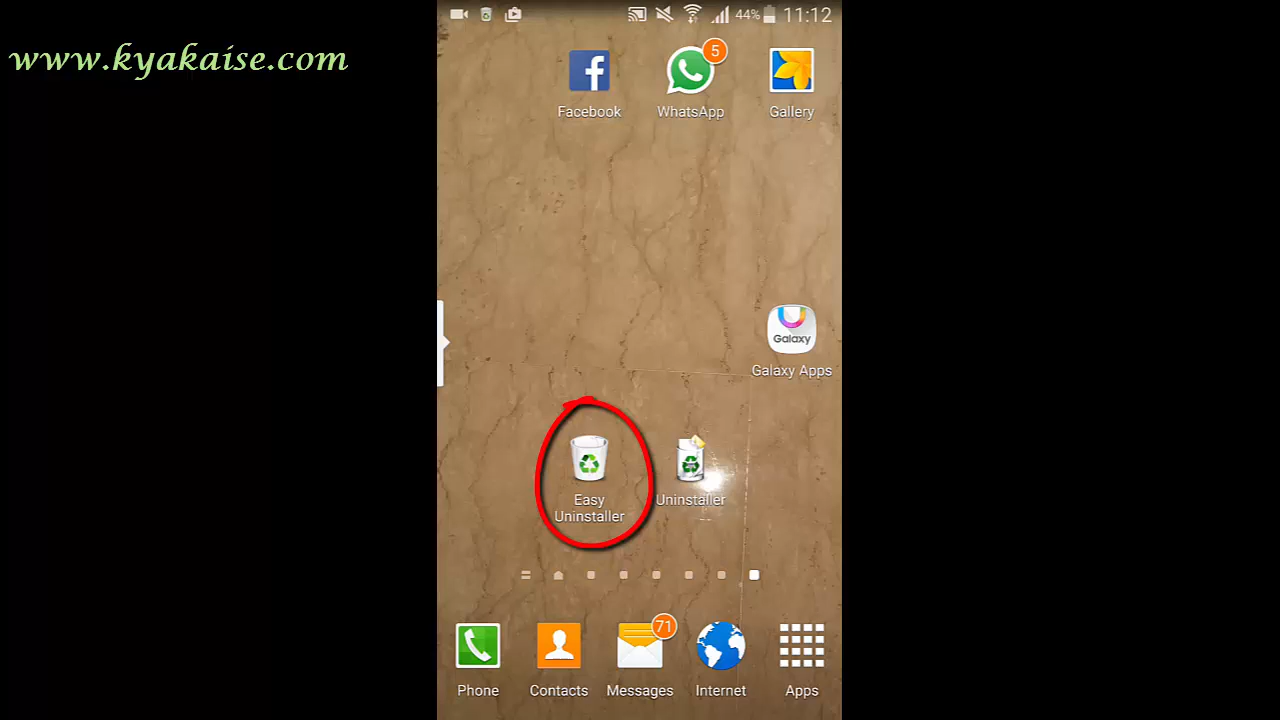 www.kyakaise.com
44% 11:12
5
Facebook WhatsApp Gallery
Galaxy
Galaxy Apps
Easy
Uninstaller
Uninstaller
71
Phone Contacts Messages Internet Apps